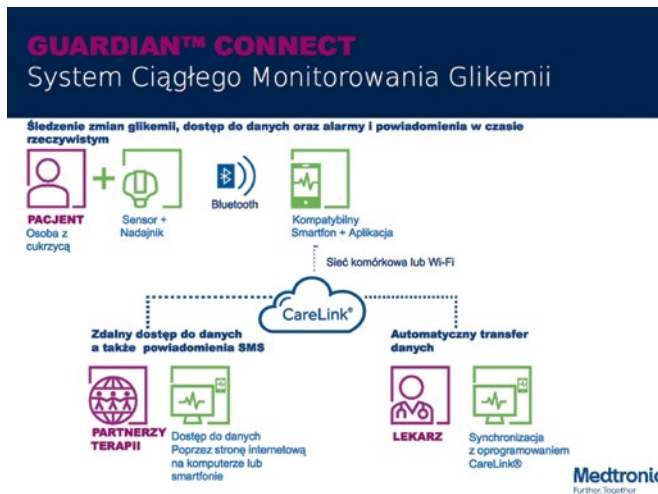 GUARDIAN™ CONNECT
System Ciągłego Monitorowania Glikemii
Śledzenie zmian glikemii, dostęp do danych oraz alarmy i powiadomienia w czasie
rzeczywistym
PACJENT
Osoba z
cukrzycą
Sensor +
Nadajnik
Bluetooth
Kompatybilny
Smartfon + Aplikacja
Sieć komórkowa lub Wi-Fi
CareLink®
Zdalny dostęp do danych
a także powiadomienia SMS
Automatyczny transfer
danych
PARTNERZY
TERAPII
Dostęp do danych
Poprzez stronę internetową
na komputerze lub
smartfonie
LEKARZ
Synchronizacja
z oprogramowaniem
CareLink®
Medtronic
Further, Together